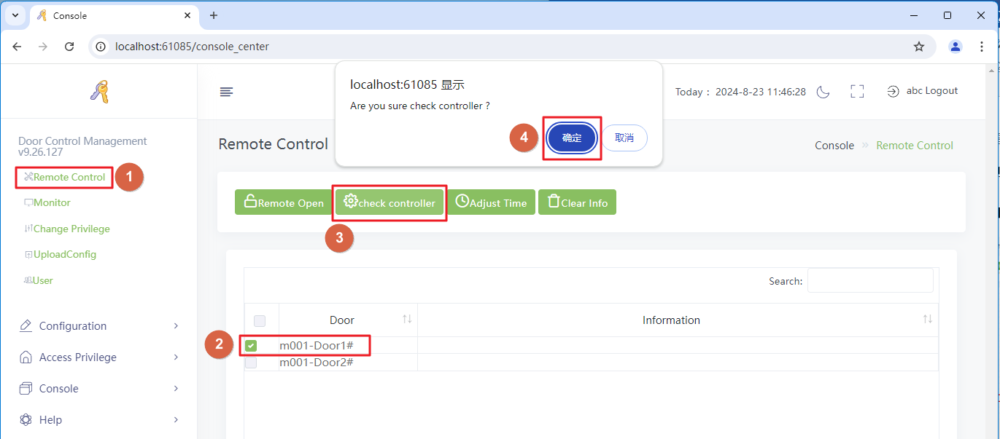 Console
localhost:61085/console_center
localhost:61085 显示
Are you sure check controller ?
4
确定
取消
Today : 2024-8-23 11:46:28
abc Logout
Door Control Management
v9.26.127
Remote Control
1
Monitor
Change Privilege
UploadConfig
User
Configuration
Access Privilege
Console
Help
Remote Control
Console » Remote Control
Remote Open
check controller
Adjust Time
Clear Info
3
Search:
Door
Information
2
m001-Door1#
m001-Door2#